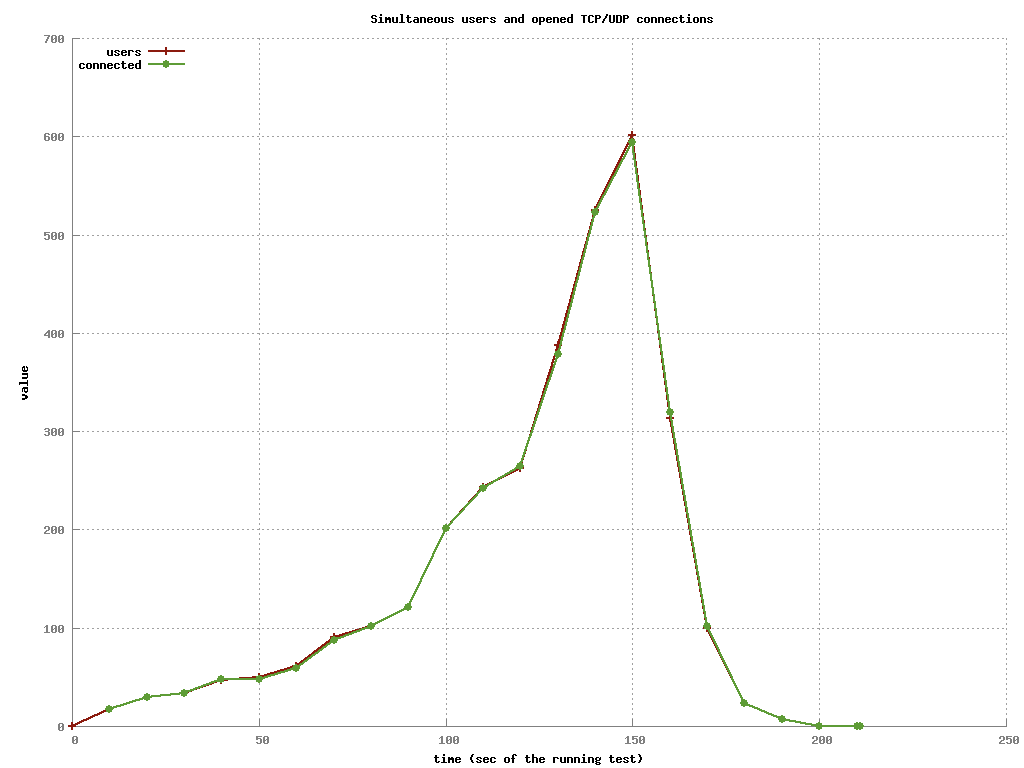 Simultaneous users and opened TCP/UDP connections
700
users
connected
600
500
400
value
300
200
100
0
0 50 100 150 200 250
time (sec of the running test)